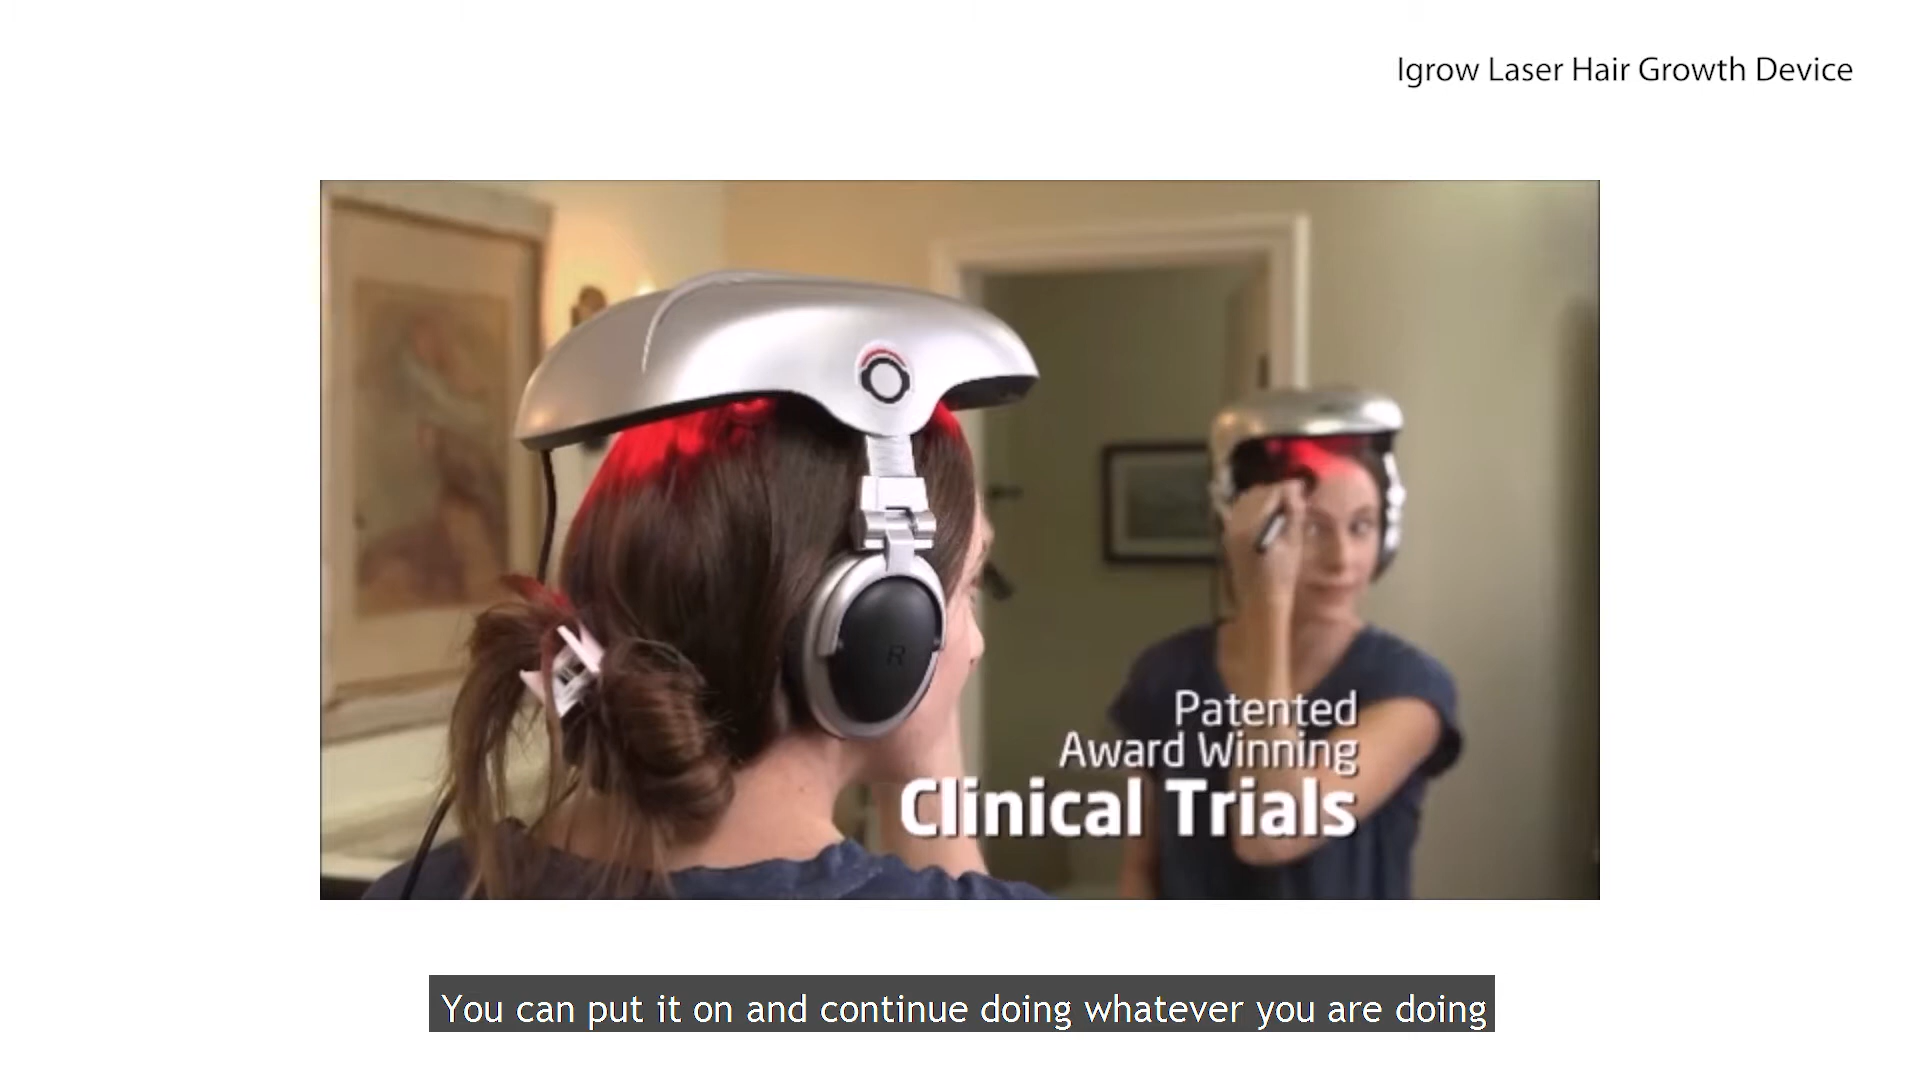 Igrow Laser Hair Growth Device
R
Patented
Award Winning
Clinical Trials
You can put it on and continue doing whatever you are doing